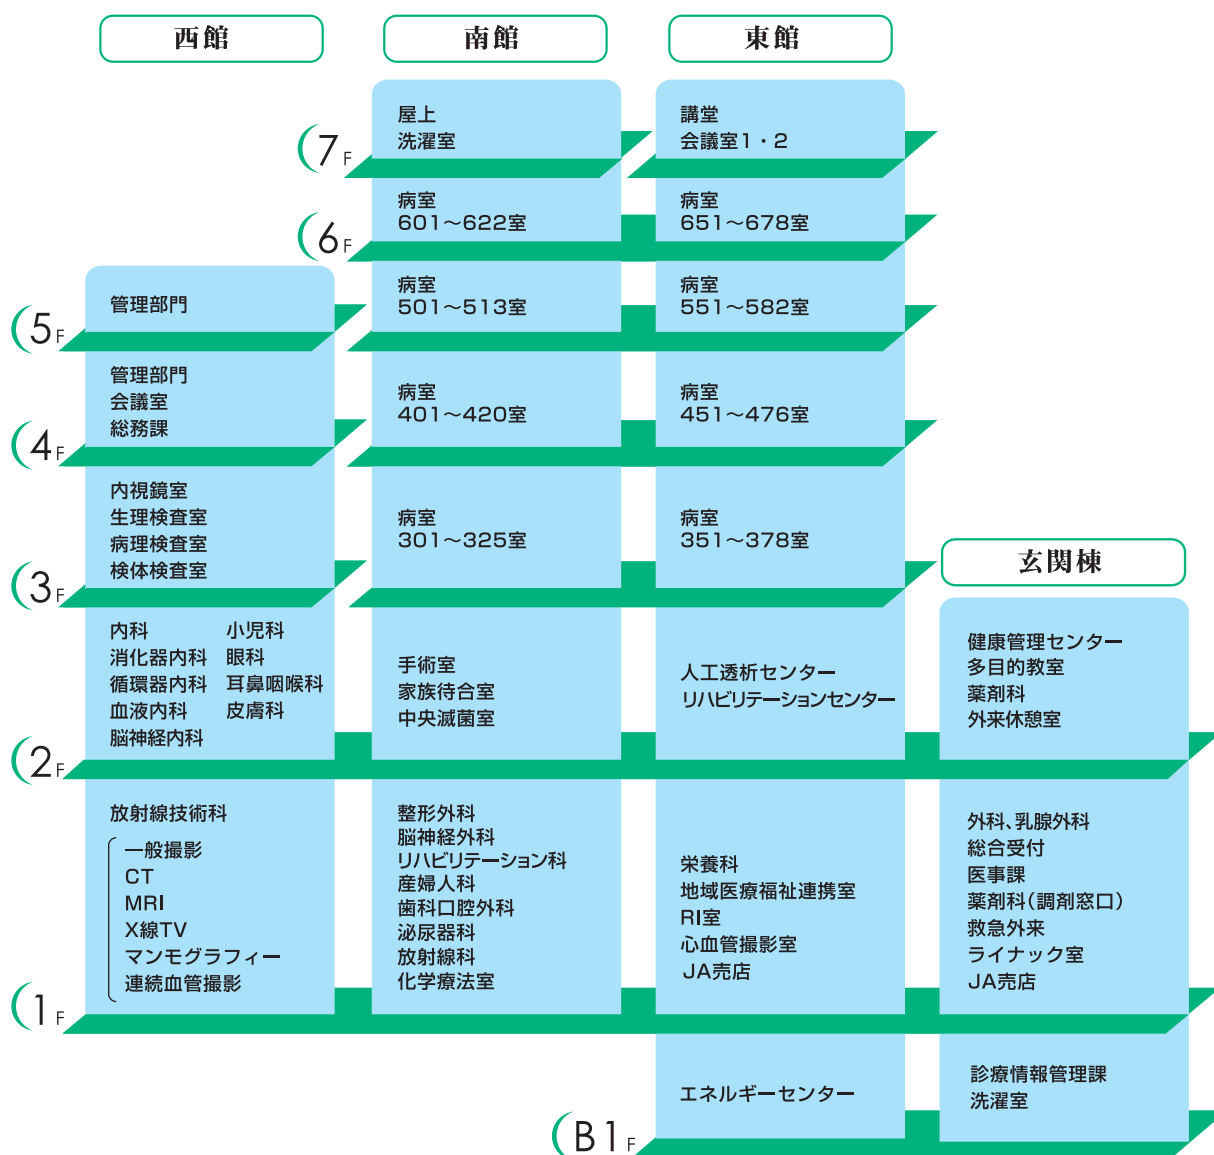 西館
南館
東館
7F
屋上
洗濯室
講堂
会議室1・2
6F
病室
601〜622室
病室
651〜678室
5F
管理部門
病室
501〜513室
病室
551〜582室
4F
管理部門
会議室
総務課
病室
401〜420室
病室
451〜476室
3F
内視鏡室
生理検査室
病理検査室
検体検査室
病室
301〜325室
病室
351〜378室
玄関棟
2F
内科
消化器内科
循環器内科
血液内科
脳神経内科
小児科
眼科
耳鼻咽喉科
皮膚科
手術室
家族待合室
中央滅菌室
人工透析センター
リハビリテーションセンター
健康管理センター
多目的教室
薬剤科
外来休憩室
1F
放射線技術科
一般撮影
CT
MRI
X線TV
マンモグラフィー
連続血管撮影
整形外科
脳神経外科
リハビリテーション科
産婦人科
歯科口腔外科
泌尿器科
放射線科
化学療法室
栄養科
地域医療福祉連携室
RI室
心血管撮影室
JA売店
外科、乳腺外科
総合受付
医事課
薬剤科(調剤窓口)
救急外来
ライナック室
JA売店
B1F
エネルギーセンター
診療情報管理課
洗濯室